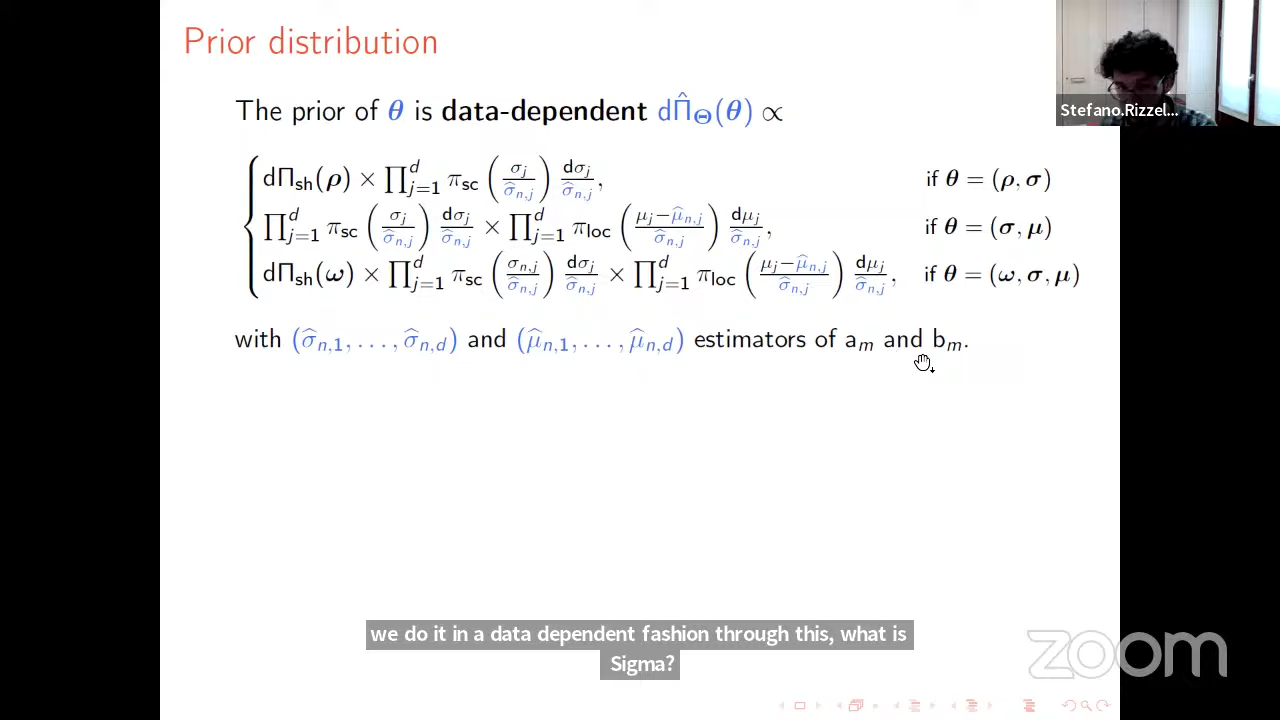 Prior distribution
Stefano.Rizzel...
The prior of θ is data-dependent dΠ̂_Θ(θ) ∝
dΠ_sh(ρ) × ∏_{j=1}^d π_sc (σ_j / σ̂_{n,j}) dσ_j / σ̂_{n,j}, if θ = (ρ, σ)
∏_{j=1}^d π_sc (σ_j / σ̂_{n,j}) dσ_j / σ̂_{n,j} × ∏_{j=1}^d π_loc (μ_j − μ̂_{n,j} / σ̂_{n,j}) dμ_j / σ̂_{n,j}, if θ = (σ, μ)
dΠ_sh(ω) × ∏_{j=1}^d π_sc (σ_{n,j} / σ̂_{n,j}) dσ_j / σ̂_{n,j} × ∏_{j=1}^d π_loc (μ_j − μ̂_{n,j} / σ̂_{n,j}) dμ_j / σ̂_{n,j}, if θ = (ω, σ, μ)
with (σ̂_{n,1}, . . . , σ̂_{n,d}) and (μ̂_{n,1}, . . . , μ̂_{n,d}) estimators of a_m and b_m.
we do it in a data dependent fashion through this, what is
Sigma?
zoom